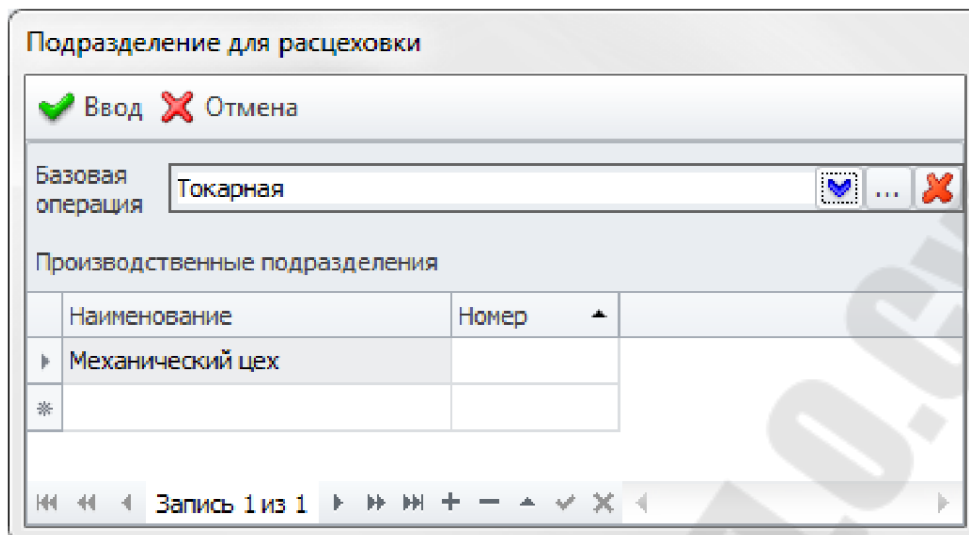 Подразделение для расцеховки
Ввод Отмена
Базовая
операция
Токарная
...
Производственные подразделения
Наименование Номер
Механический цех
Запись 1 из 1